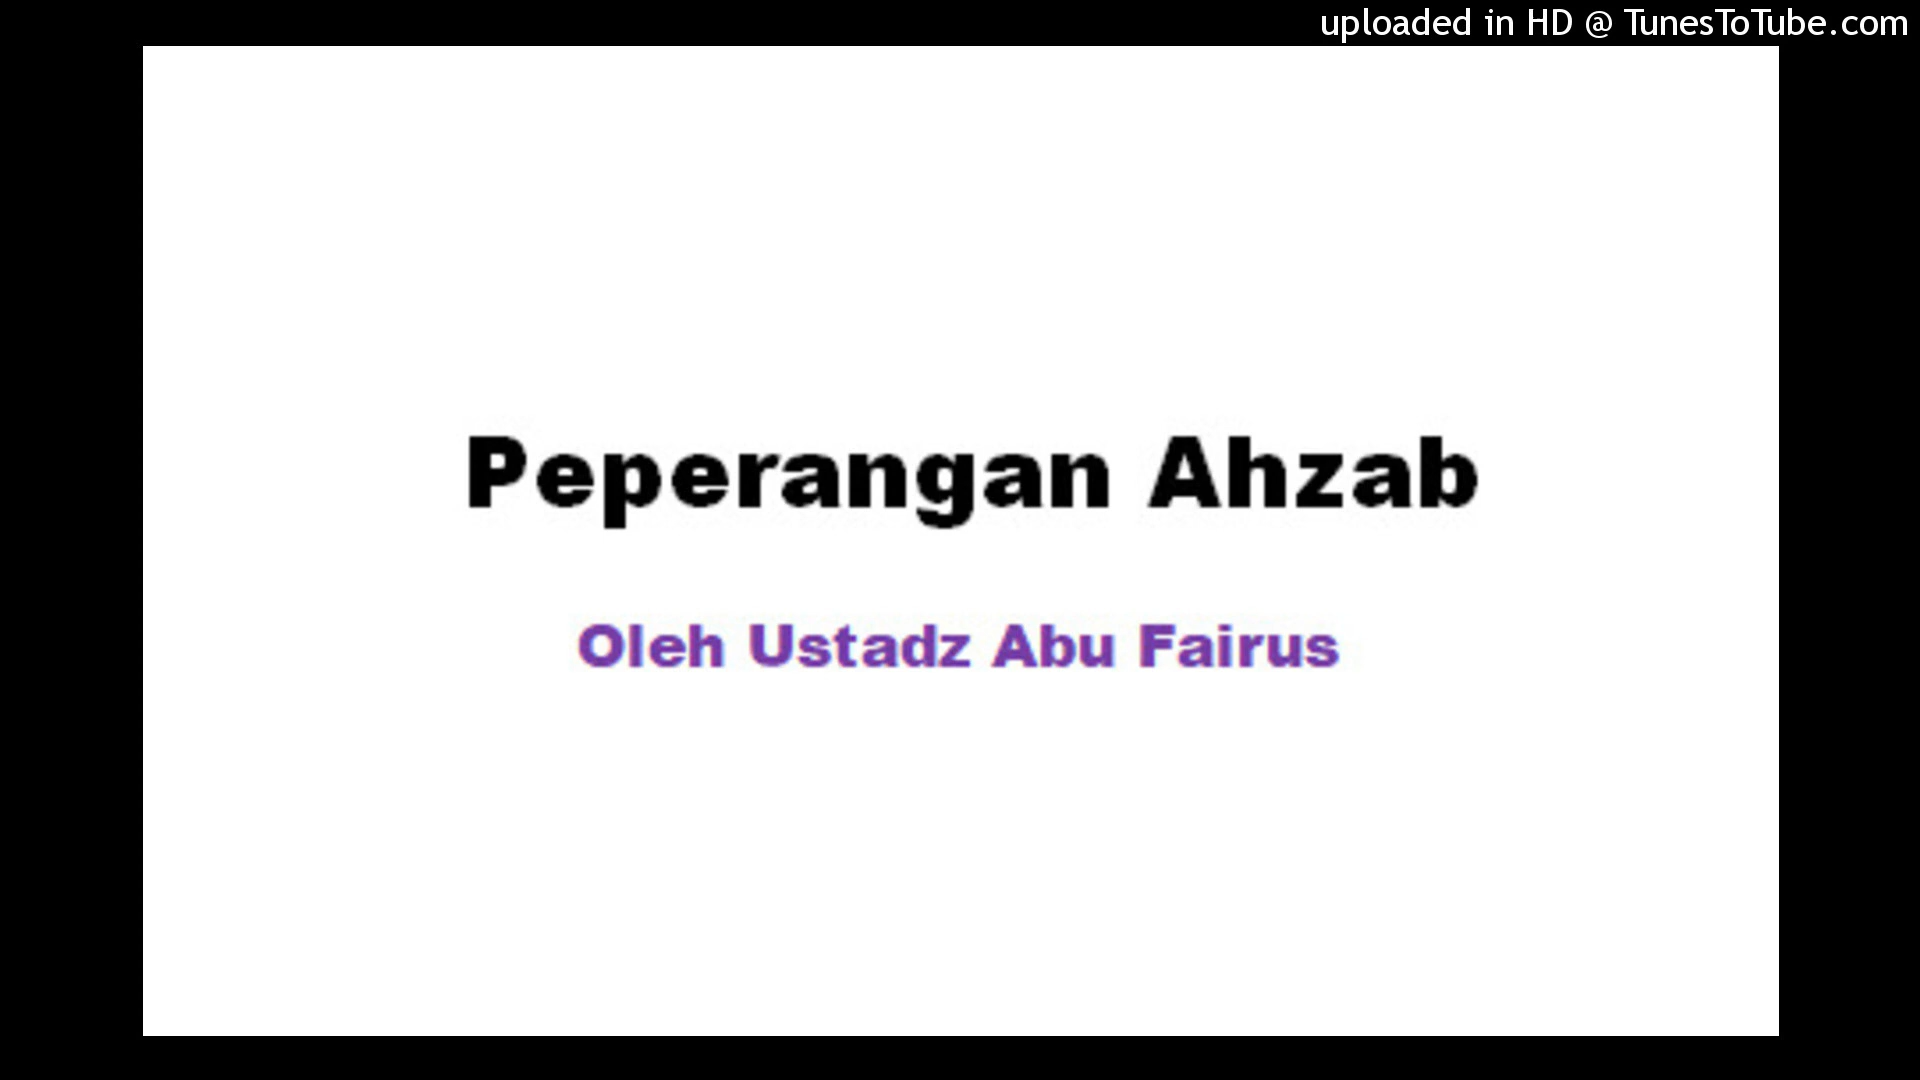 uploaded in HD @ TunesToTube.com
Peperangan Ahzab
Oleh Ustadz Abu Fairus